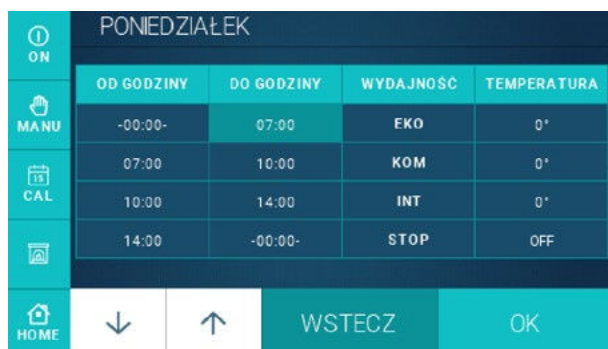 PONIEDZIAŁEK
ON
MANU
15
CAL
HOME
OD GODZINY DO GODZINY WYDAJNOŚĆ TEMPERATURA
-00:00- 07:00 EKO 0°
07:00 10:00 KOM 0°
10:00 14:00 INT 0°
14:00 -00:00- STOP OFF
WSTECZ OK